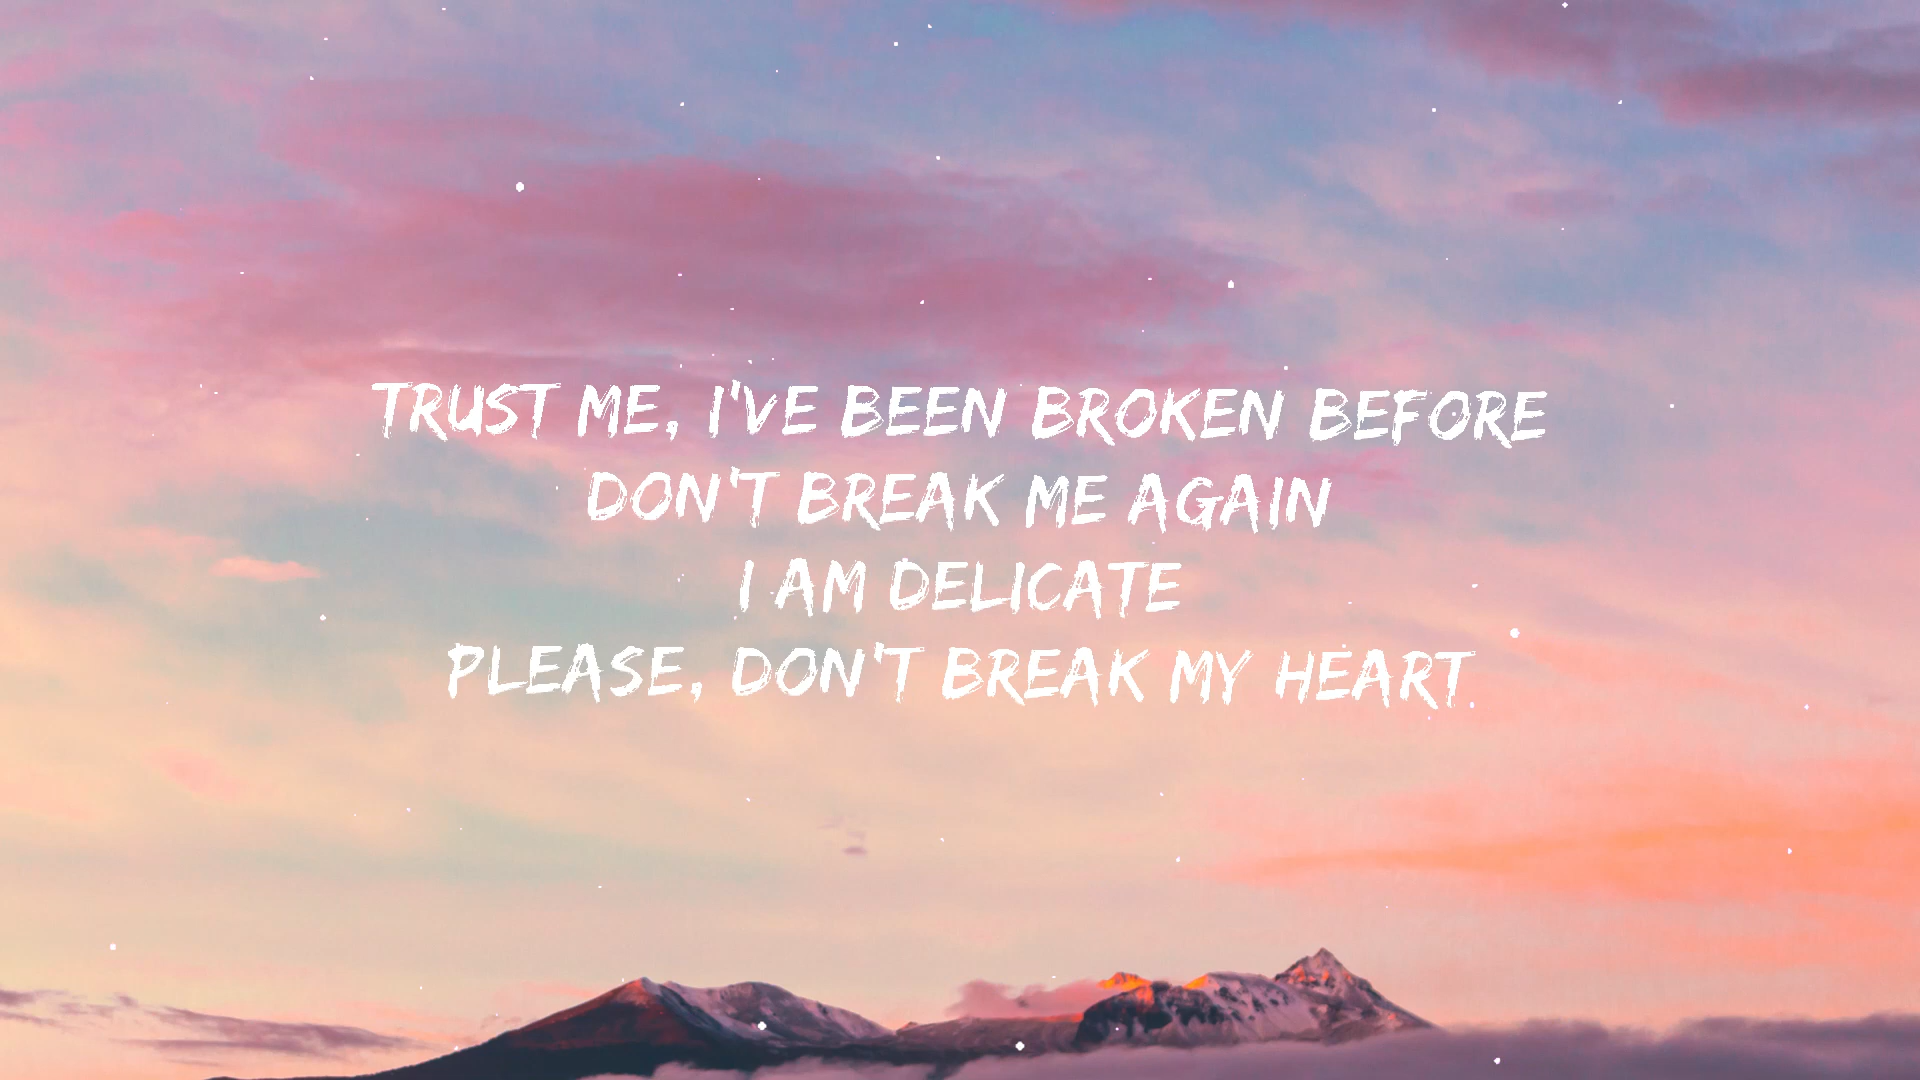 TRUST ME, I'VE BEEN BROKEN BEFORE
DON'T BREAK ME AGAIN
I AM DELICATE
PLEASE, DON'T BREAK MY HEART